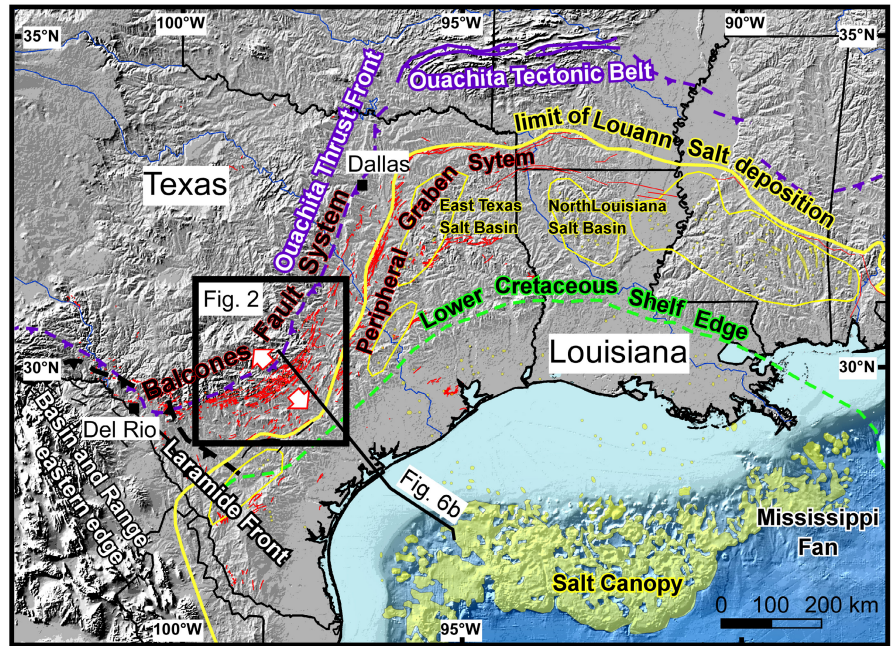 100°W
95°W
90°W
35°N
35°N
Ouachita Tectonic Belt
Ouachita Thrust Front
limit of Louann Salt deposition
Dallas
Texas
Peripheral Graben Sytem
East Texas
Salt Basin
NorthLouisiana
Salt Basin
Fig. 2
Balcones Fault System
Lower Cretaceous Shelf Edge
Louisiana
30°N
30°N
Del Rio
Basin and Range
eastern edge
Laramide Front
Fig. 6b
Mississippi
Fan
Salt Canopy
0 100 200 km
100°W
95°W
90°W